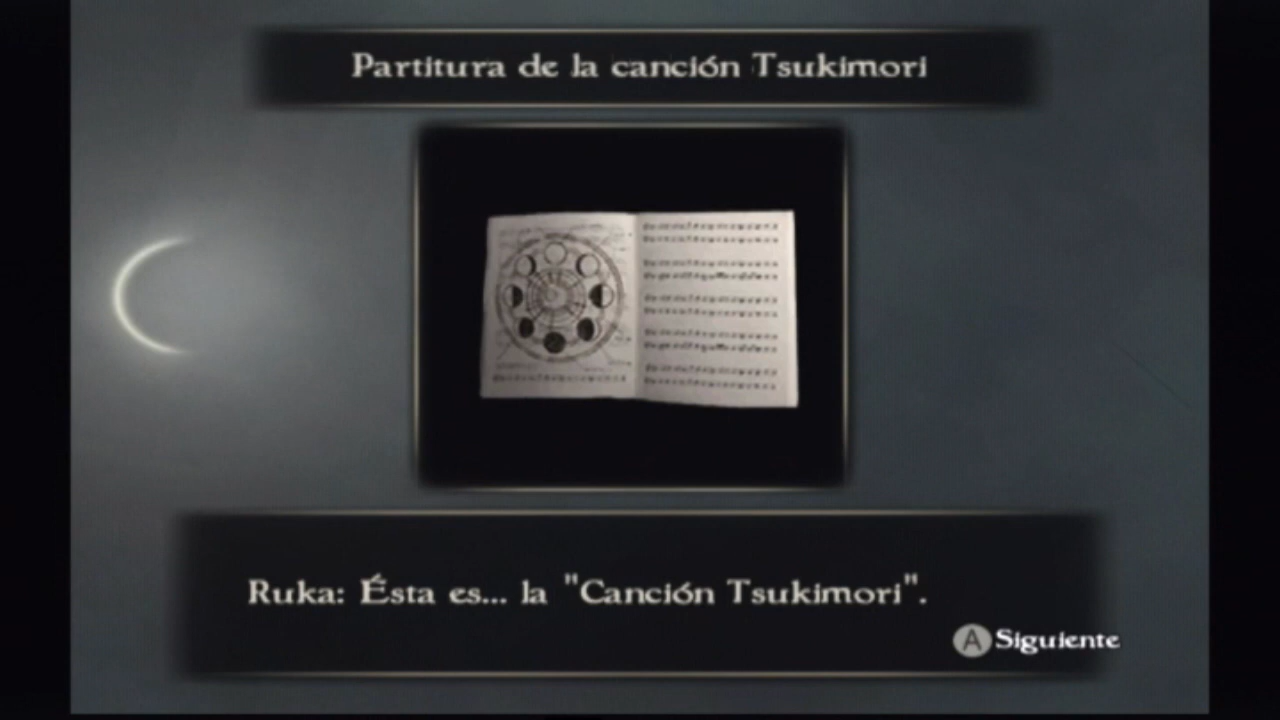 Partitura de la canción Tsukimori
Ruka: Ésta es... la "Canción Tsukimori".
A Siguiente